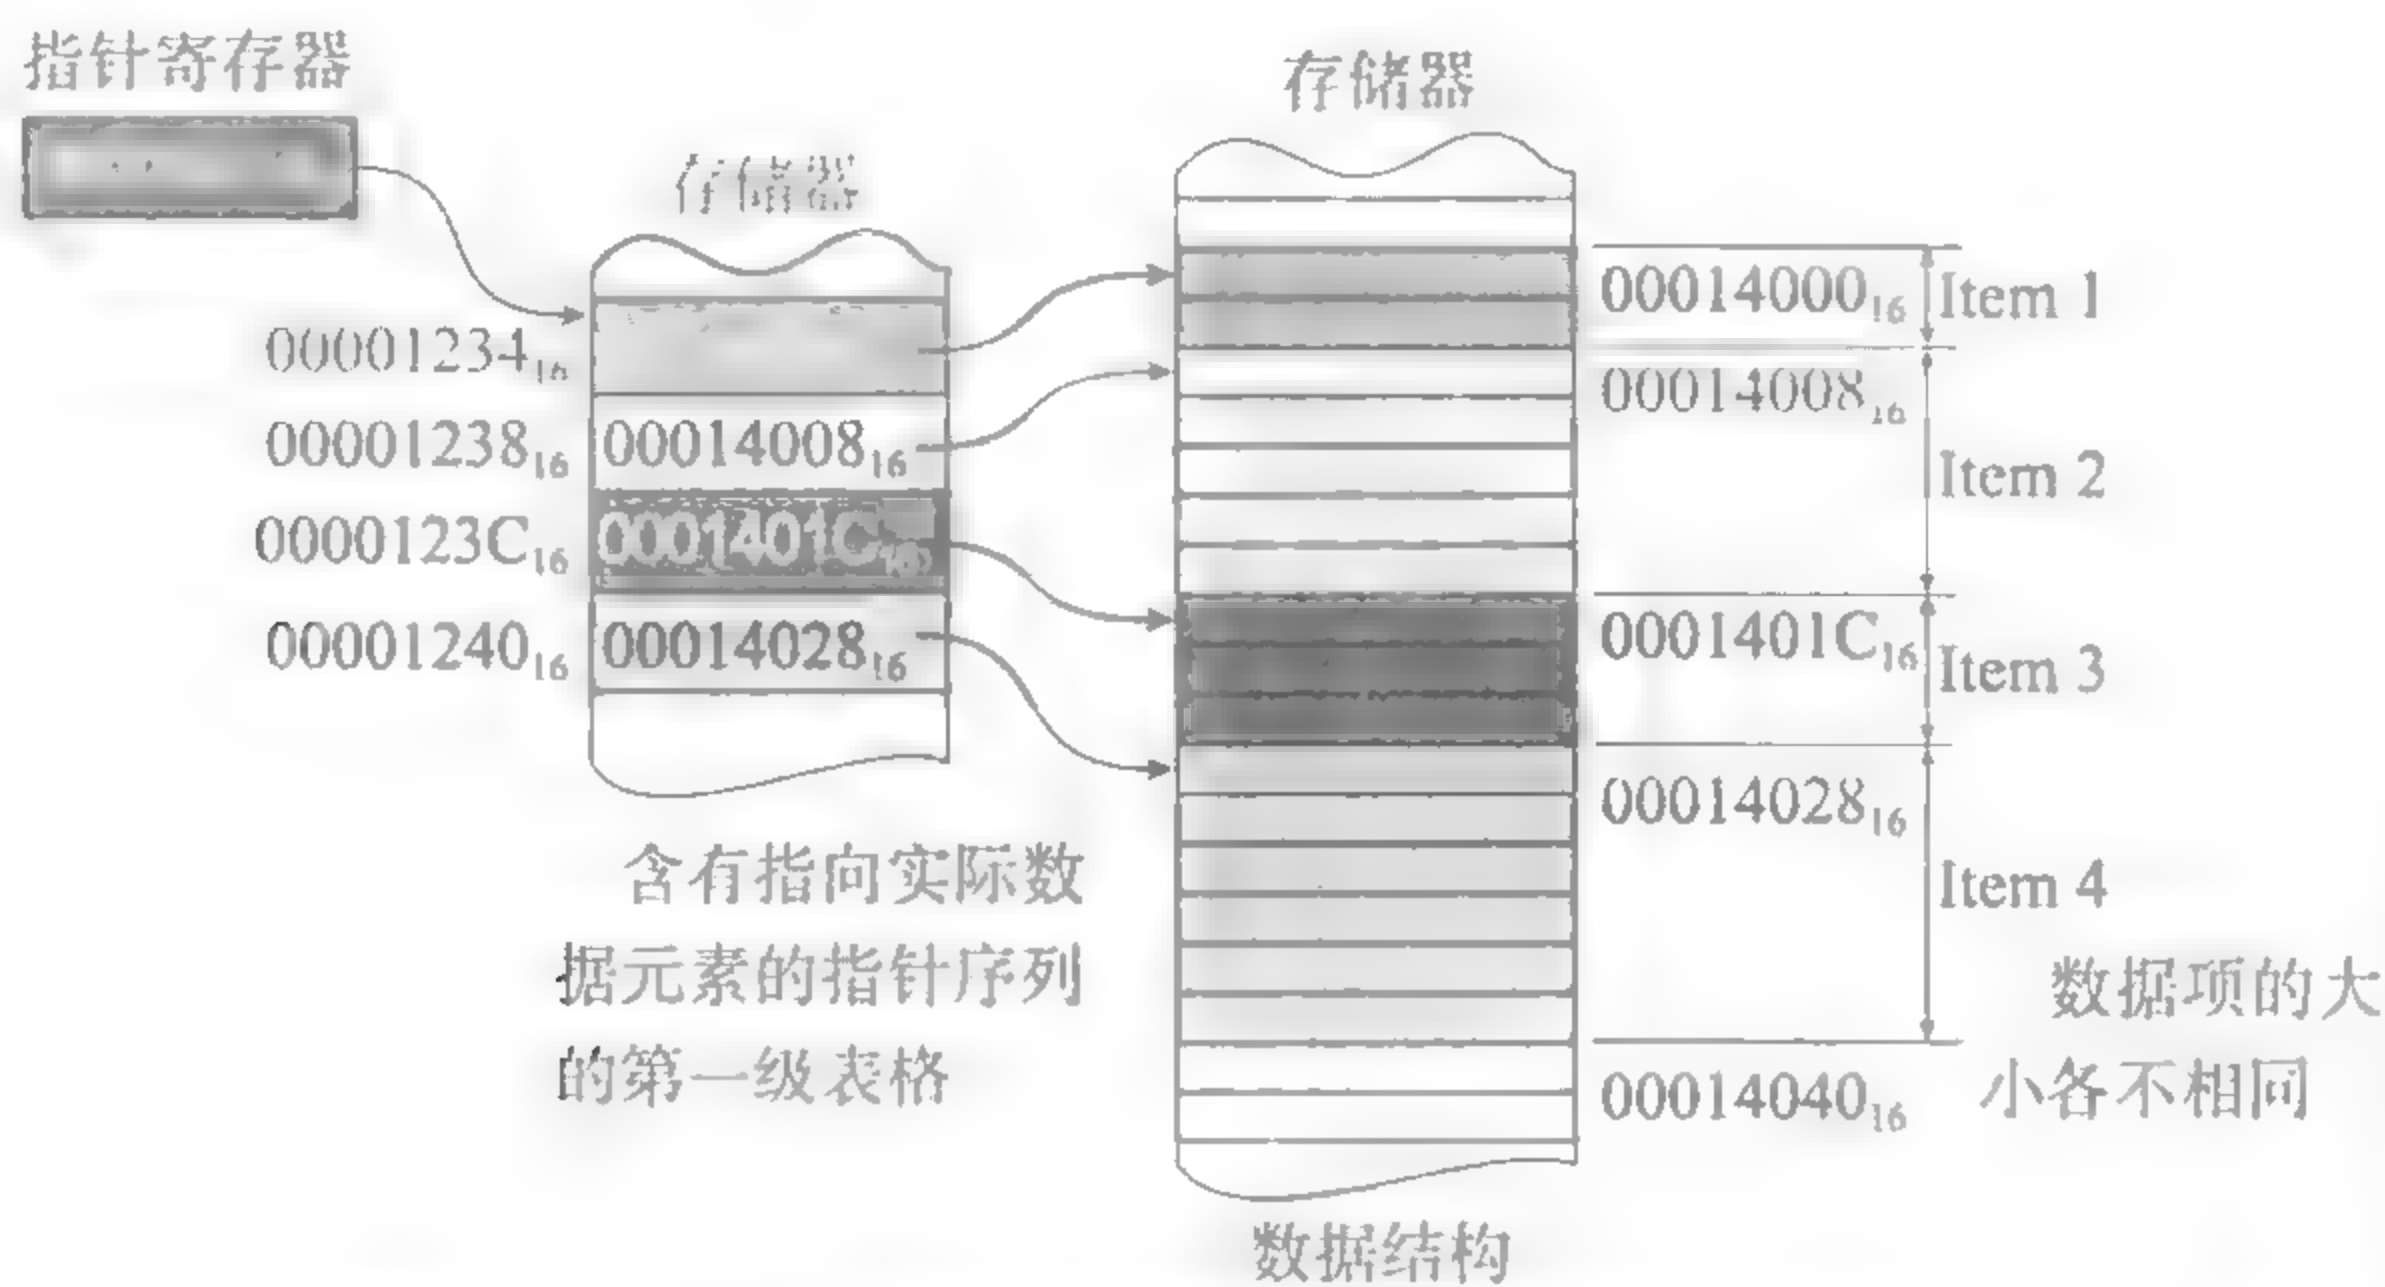 指针寄存器
存储器
存储器
00001234₁₆
00001238₁₆ 00014008₁₆
0000123C₁₆ 0001401C₁₆
00001240₁₆ 00014028₁₆
含有指向实际数
据元素的指针序列
的第一级表格
00014000₁₆ Item 1
00014008₁₆
Item 2
0001401C₁₆ Item 3
00014028₁₆
Item 4
00014040₁₆
数据项的大
小各不相同
数据结构